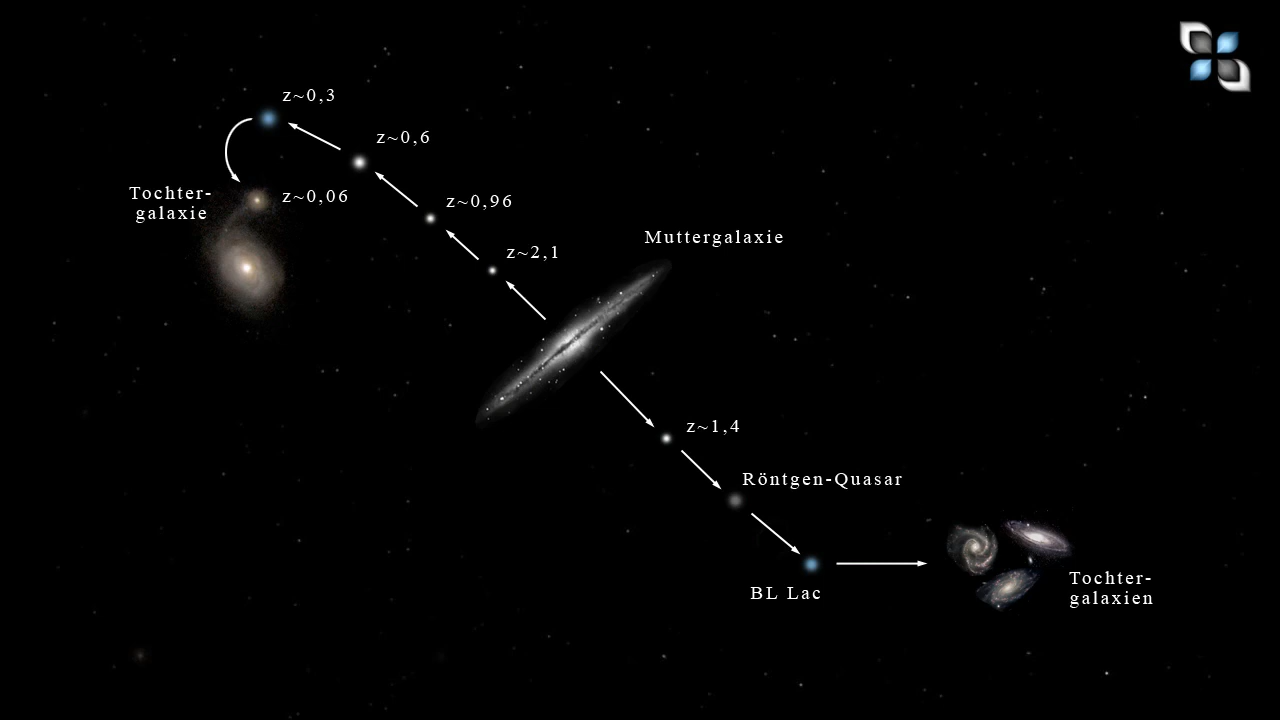 z~0,3
z~0,6
Tochter-
galaxie
z~0,06
z~0,96
Muttergalaxie
z~2,1
z~1,4
Röntgen-Quasar
BL Lac
Tochter-
galaxien